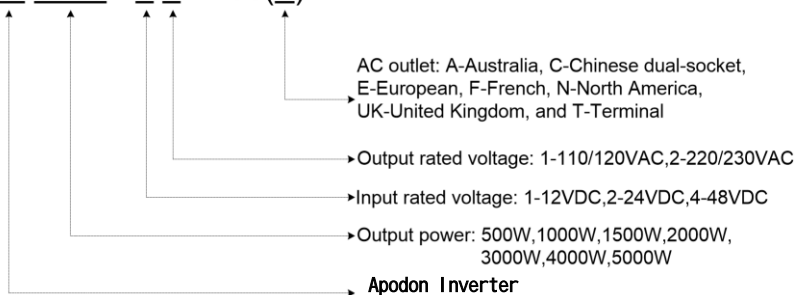 AC outlet: A-Australia, C-Chinese dual-socket,
E-European, F-French, N-North America,
UK-United Kingdom, and T-Terminal
Output rated voltage: 1-110/120VAC,2-220/230VAC
Input rated voltage: 1-12VDC,2-24VDC,4-48VDC
Output power: 500W,1000W,1500W,2000W,
3000W,4000W,5000W
Apodon Inverter